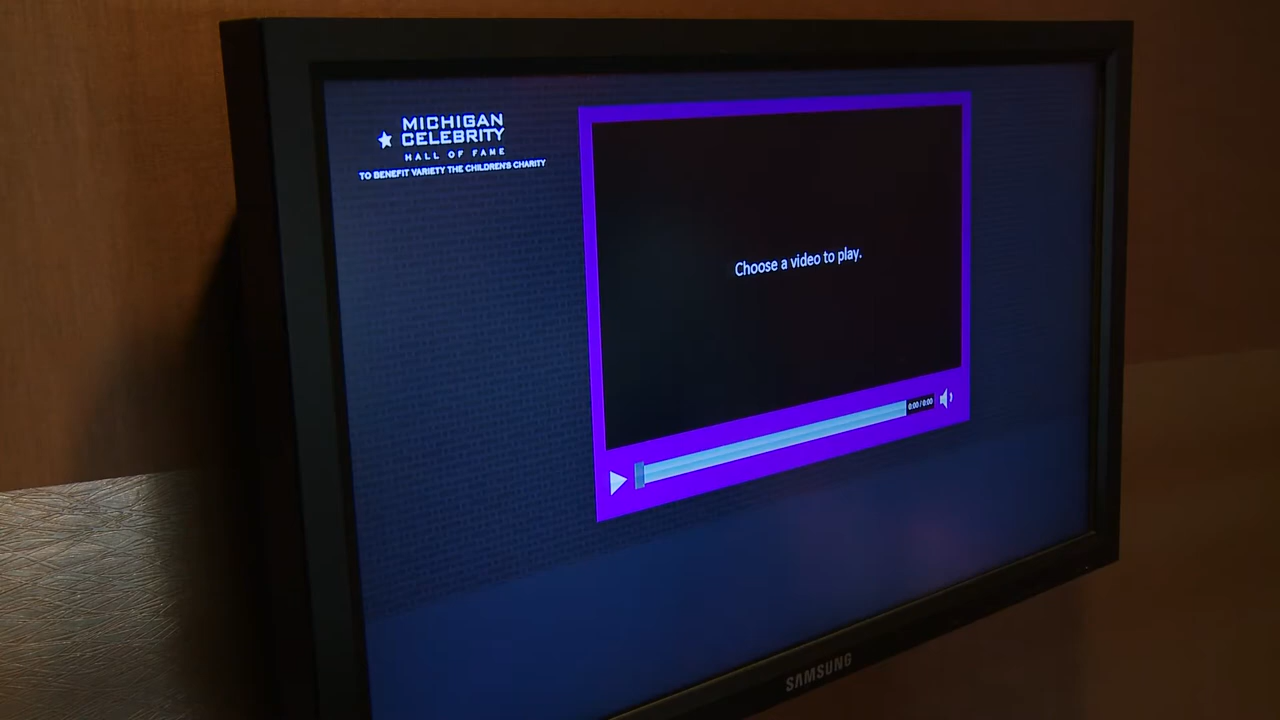 MICHIGAN
CELEBRITY
HALL OF FAME
TO BENEFIT VARIETY THE CHILDREN'S CHARITY
Choose a video to play.
0:00 / 0:00
SAMSUNG